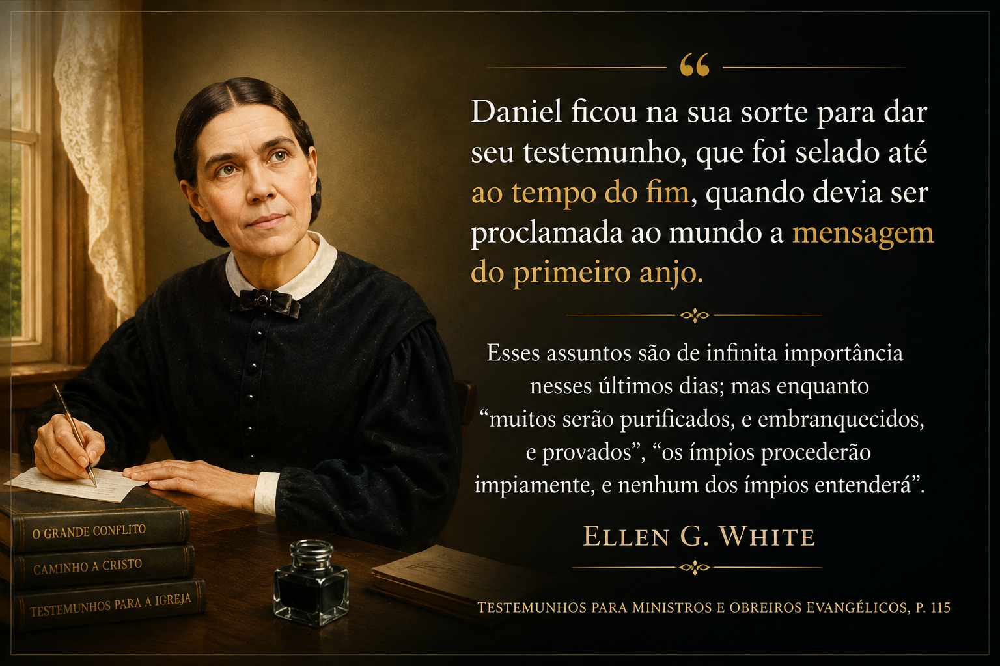 “
Daniel ficou na sua sorte para dar
seu testemunho, que foi selado até
ao tempo do fim, quando devia ser
proclamada ao mundo a mensagem
do primeiro anjo.
Esses assuntos são de infinita importância
nesses últimos dias; mas enquanto
“muitos serão purificados, e embranquecidos,
e provados”, “os ímpios procederão
impiamente, e nenhum dos ímpios entenderá”.
ELLEN G. WHITE
TESTEMUNHOS PARA MINISTROS E OBREIROS EVANGÉLICOS, P. 115
O GRANDE CONFLITO
CAMINHO A CRISTO
TESTEMUNHOS PARA A IGREJA